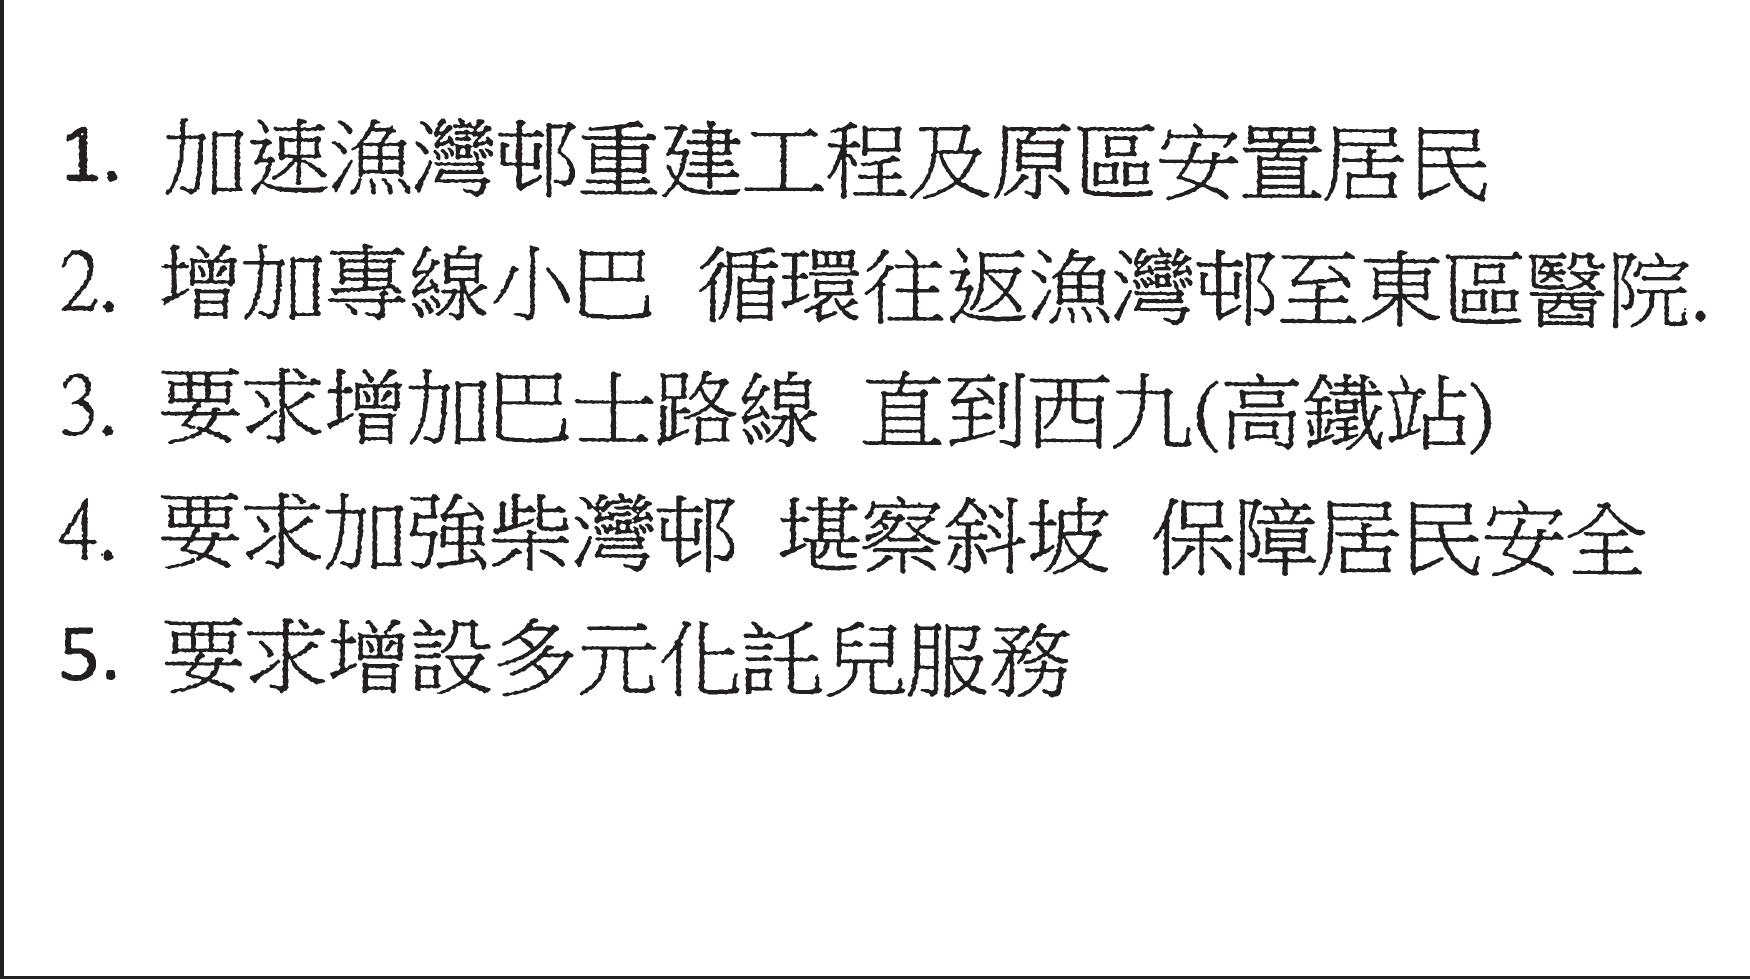 1. 加速漁灣邨重建工程及原區安置居民
2. 增加專線小巴 循環往返漁灣邨至東區醫院.
3. 要求增加巴士路線 直到西九(高鐵站)
4. 要求加強柴灣邨 堪察斜坡 保障居民安全
5. 要求增設多元化託兒服務